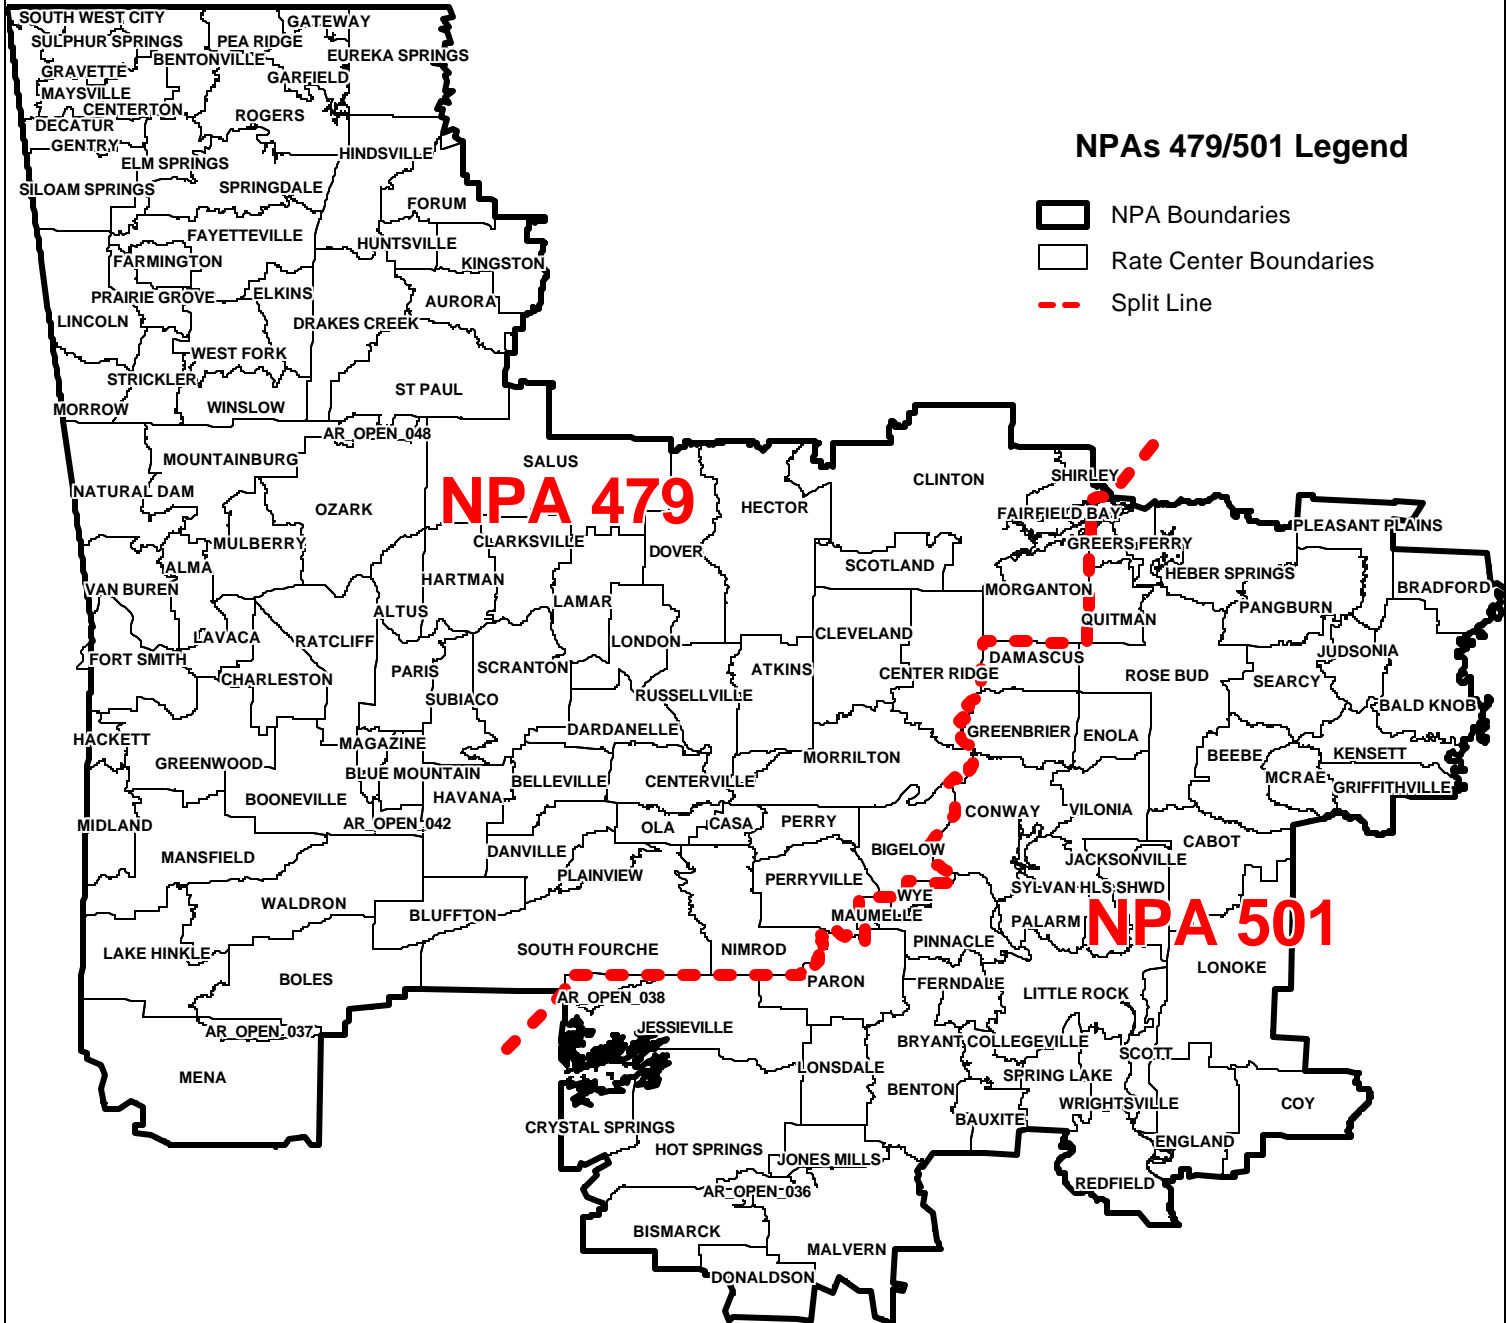 SOUTH WEST CITY
GATEWAY
SULPHUR SPRINGS
PEA RIDGE
BENTONVILLE
EUREKA SPRINGS
GRAVETTE
GARFIELD
MAYSVILLE
CENTERTON
ROGERS
DECATUR
GENTRY
ELM SPRINGS
HINDSVILLE
SILOAM SPRINGS
SPRINGDALE
FORUM
FAYETTEVILLE
HUNTSVILLE
FARMINGTON
KINGSTON
PRAIRIE GROVE
ELKINS
AURORA
LINCOLN
DRAKES CREEK
WEST FORK
STRICKLER
ST PAUL
MORROW
WINSLOW
NPAs 479/501 Legend
NPA Boundaries
Rate Center Boundaries
Split Line
AR_OPEN_048
MOUNTAINBURG
SALUS
NPA 479
CLINTON
SHIRLEY
NATURAL DAM
OZARK
HECTOR
FAIRFIELD BAY
PLEASANT PLAINS
MULBERRY
CLARKSVILLE
DOVER
GREERS FERRY
ALMA
HARTMAN
SCOTLAND
HEBER SPRINGS
VAN BUREN
LAMAR
MORGANTON
BRADFORD
ALTUS
PANGBURN
LAVACA
RATCLIFF
LONDON
CLEVELAND
QUITMAN
FORT SMITH
PARIS
SCRANTON
ATKINS
CENTER RIDGE
DAMASCUS
JUDSONIA
CHARLESTON
SUBIACO
RUSSELLVILLE
ROSE BUD
SEARCY
BALD KNOB
HACKETT
MAGAZINE
DARDANELLE
GREENBRIER
ENOLA
GREENWOOD
BLUE MOUNTAIN
BELLEVILLE
CENTERVILLE
MORRILTON
BEEBE
KENSETT
BOONEVILLE
HAVANA
MCRAE
GRIFFITHVILLE
MIDLAND
AR_OPEN_042
OLA
CASA
PERRY
CONWAY
VILONIA
MANSFIELD
DANVILLE
BIGELOW
CABOT
PLAINVIEW
PERRYVILLE
JACKSONVILLE
WALDRON
WYE
SYLVAN HLS SHWD
BLUFFTON
MAUMELLE
PALARM
NPA 501
LAKE HINKLE
SOUTH FOURCHE
NIMROD
PINNACLE
BOLES
PARON
FERNDALE
LONOKE
AR_OPEN_038
LITTLE ROCK
AR_OPEN_037
JESSIEVILLE
BRYANT
COLLEGEVILLE
MENA
LONSDALE
SCOTT
SPRING LAKE
BENTON
WRIGHTSVILLE
COY
CRYSTAL SPRINGS
BAUXITE
HOT SPRINGS
ENGLAND
JONES MILLS
REDFIELD
AR_OPEN_036
BISMARCK
MALVERN
DONALDSON